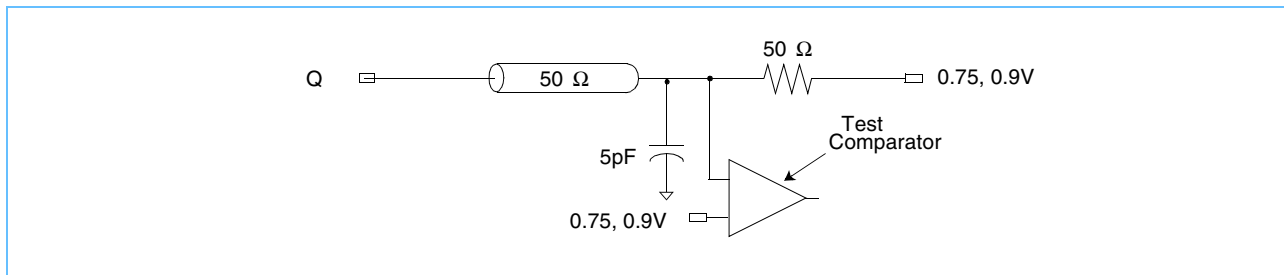 50 Ω
Q
50 Ω
0.75, 0.9V
Test
Comparator
5pF
0.75, 0.9V